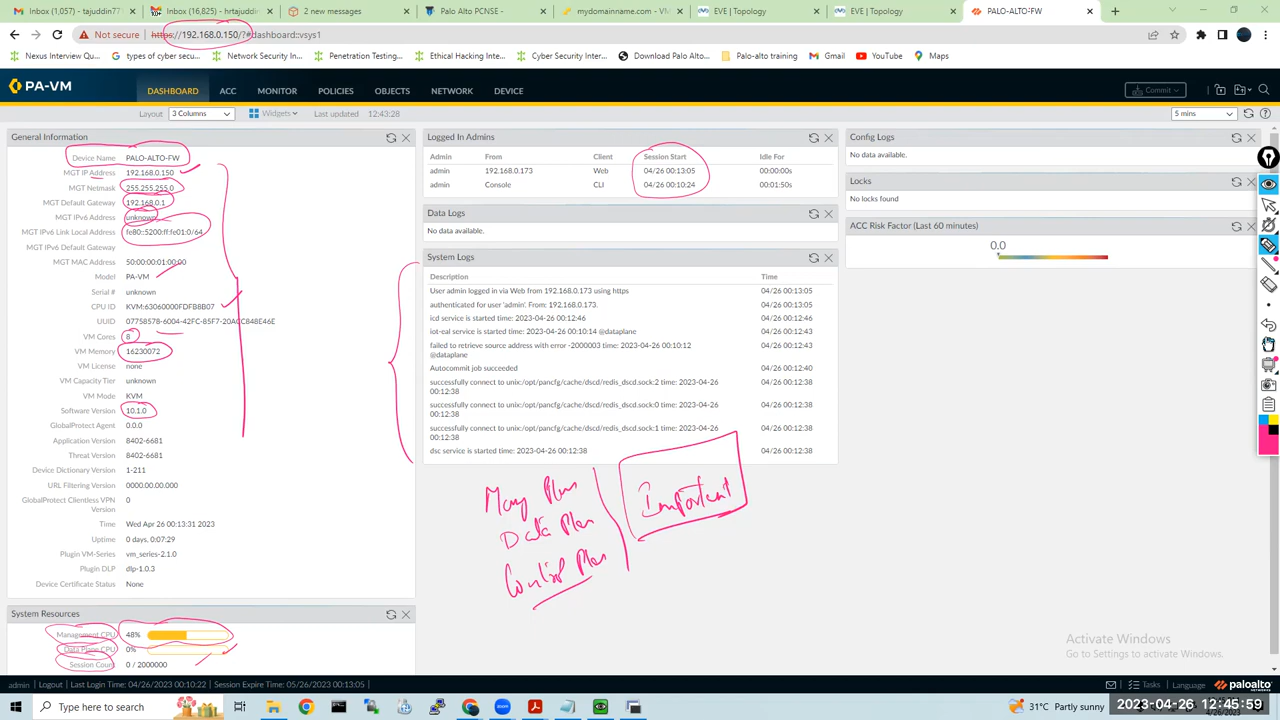 Inbox (1,057) - tajuddin77
Inbox (16,825) - hrtajuddi
2 new messages
Palo Alto PCNSE -
mydomainname.com - VM
EVE | Topology
EVE | Topology
PALO-ALTO-FW
Not secure https://192.168.0.150/?#dashboard::vsys1
Nexus Interview Qu...
types of cyber secu...
Network Security In...
Penetration Testing...
Ethical Hacking Inte...
Cyber Security Inter...
Download Palo Alto...
Palo-alto training
Gmail
YouTube
Maps
PA-VM
DASHBOARD ACC MONITOR POLICIES OBJECTS NETWORK DEVICE
Commit
Layout 3 Columns Widgets Last updated 12:43:28
5 mins
General Information
Device Name PALO-ALTO-FW
MGT IP Address 192.168.0.150
MGT Netmask 255.255.255.0
MGT Default Gateway 192.168.0.1
MGT IPv6 Address unknown
MGT IPv6 Link Local Address fe80::5200:ff:fe01:0/64
MGT IPv6 Default Gateway
MGT MAC Address 50:00:00:01:00:00
Model PA-VM
Serial # unknown
CPU ID KVM:63060000FDFB8B07
UUID 07758578-6004-42FC-85F7-20ACC848E46E
VM Cores 8
VM Memory 16230072
VM License none
VM Capacity Tier unknown
VM Mode KVM
Software Version 10.1.0
GlobalProtect Agent 0.0.0
Application Version 8402-6681
Threat Version 8402-6681
Device Dictionary Version 1-211
URL Filtering Version 0000.00.00.000
GlobalProtect Clientless VPN 0
Version
Time Wed Apr 26 00:13:31 2023
Uptime 0 days, 0:07:29
Plugin VM-Series vm_series-2.1.0
Plugin DLP dlp-1.0.3
Device Certificate Status None
System Resources
Management CPU 48%
Data Plane CPU 0%
Session Count 0 / 2000000
Logged In Admins
Admin From Client Session Start Idle For
admin 192.168.0.173 Web 04/26 00:13:05 00:00:00s
admin Console CLI 04/26 00:10:24 00:01:50s
Data Logs
No data available.
System Logs
Description Time
User admin logged in via Web from 192.168.0.173 using https 04/26 00:13:05
authenticated for user 'admin'. From: 192.168.0.173. 04/26 00:13:05
icd service is started time: 2023-04-26 00:12:46 04/26 00:12:46
iot-eal service is started time: 2023-04-26 00:10:14 @dataplane 04/26 00:12:43
failed to retrieve source address with error -2000003 time: 2023-04-26 00:10:12 04/26 00:12:43
@dataplane
Autocommit job succeeded 04/26 00:12:40
successfully connect to unix:/opt/pancfg/cache/dscd/redis_dscd.sock:2 time: 2023-04-26 04/26 00:12:38
00:12:38
successfully connect to unix:/opt/pancfg/cache/dscd/redis_dscd.sock:0 time: 2023-04-26 04/26 00:12:38
00:12:38
successfully connect to unix:/opt/pancfg/cache/dscd/redis_dscd.sock:1 time: 2023-04-26 04/26 00:12:38
00:12:38
dsc service is started time: 2023-04-26 00:12:38 04/26 00:12:38
Plan
Data Plan
Control Plan
Important
Config Logs
No data available.
Locks
No locks found
ACC Risk Factor (Last 60 minutes)
0.0
Activate Windows
Go to Settings to activate Windows.
admin Logout Last Login Time: 04/26/2023 00:10:22 Session Expire Time: 05/26/2023 00:13:05
Tasks Language paloalto
Type here to search
31°C Partly sunny
2023-04-26 12:45:59